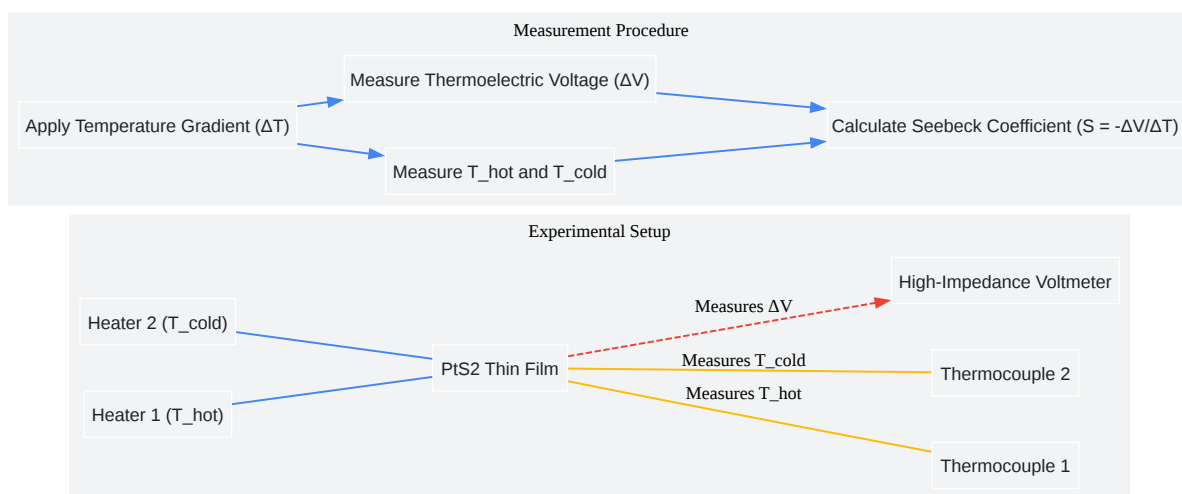 Measurement Procedure
Measure Thermoelectric Voltage (ΔV)
Apply Temperature Gradient (ΔT)
Calculate Seebeck Coefficient (S = -ΔV/ΔT)
Measure T_hot and T_cold
Experimental Setup
High-Impedance Voltmeter
Measures ΔV
Heater 2 (T_cold)
PtS2 Thin Film
Measures T_cold
Thermocouple 2
Measures T_hot
Heater 1 (T_hot)
Thermocouple 1